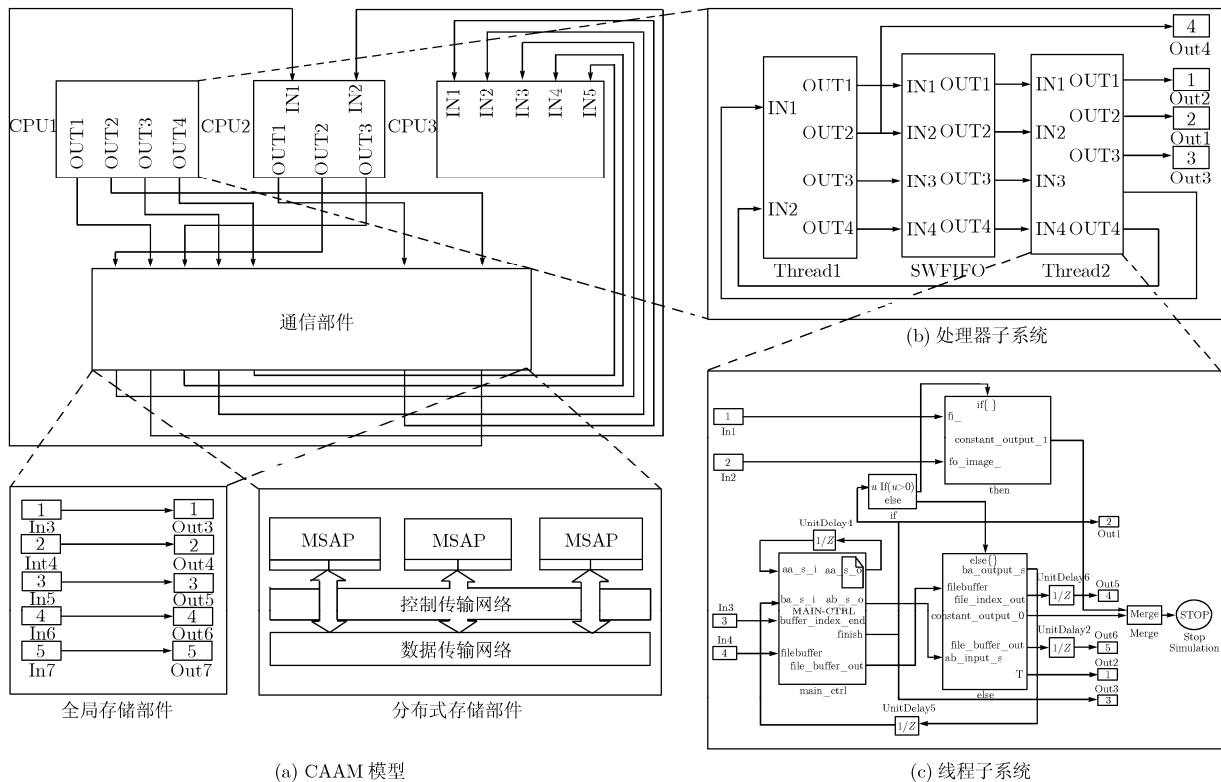 CPU1
OUT1
OUT2
OUT3
OUT4
CPU2
IN1
IN2
OUT1
OUT2
OUT3
CPU3
IN1
IN2
IN3
IN4
IN5
通信部件
1
In3
1
Out3
2
Int4
2
Out4
3
In5
3
Out5
4
In6
4
Out6
5
In7
5
Out7
全局存储部件
MSAP
MSAP
MSAP
控制传输网络
数据传输网络
分布式存储部件
(a) CAAM 模型
IN1
IN2
OUT1
OUT2
OUT3
OUT4
Thread1
IN1
IN2
IN3
IN4
OUT1
OUT2
OUT3
OUT4
SWFIFO
IN1
IN2
IN3
IN4
OUT1
OUT2
OUT3
OUT4
Thread2
4
Out4
1
Out2
2
Out1
3
Out3
(b) 处理器子系统
1
In1
2
In2
if{ }
fi_
constant_output_1
fo_image_
then
u If(u>0)
else
if
2
Out1
UnitDelay4
1/Z
aa_s_i
aa_s_o
ba_s_i
ab_s_o
MAIN-CTRL
buffer_index_end
finish
filebuffer
file_buffer_out
main_ctrl
In3
3
In4
4
else{}
ba_output_s
filebuffer
file_index_out
constant_output_0
file_buffer_out
ab_input_s
T
else
UnitDelay6
1/Z
Out5
4
UnitDalay2
1/Z
Out6
5
Out2
1
Out3
3
Merge
Merge
STOP
Stop
Simulation
UnitDelay5
1/Z
(c) 线程子系统